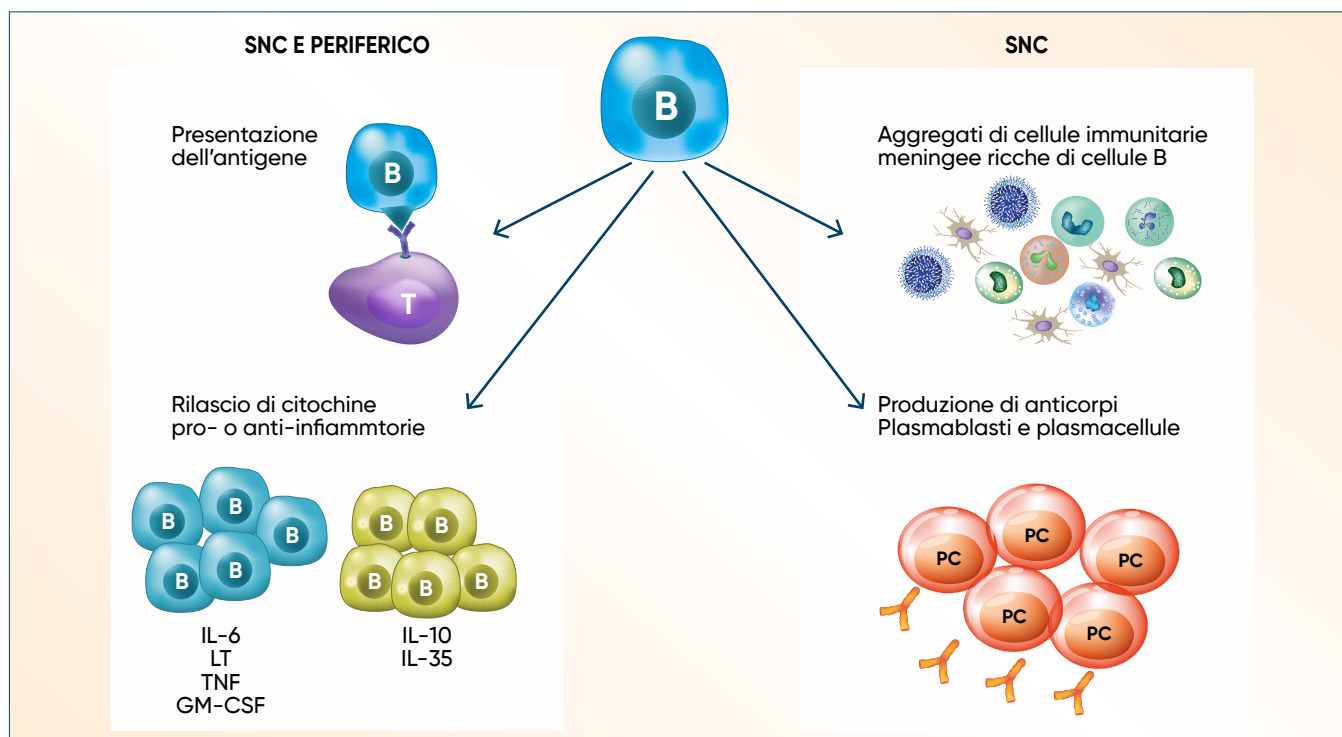 SNC E PERIFERICO
B
SNC
Presentazione
dell'antigene
B
T
Aggregati di cellule immunitarie
meningee ricche di cellule B
Rilascio di citochine
pro- o anti-infiammtorie
B
B
B
B
B
B
B
B
B
B
IL-6
LT
TNF
GM-CSF
IL-10
IL-35
Produzione di anticorpi
Plasmablasti e plasmacellule
PC
PC
PC
PC
PC